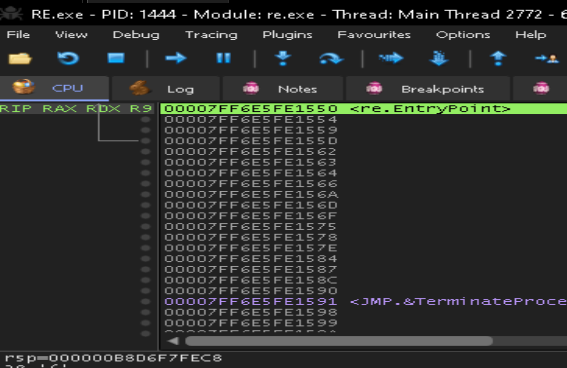 RE.exe - PID: 1444 - Module: re.exe - Thread: Main Thread 2772 - 6
File View Debug Tracing Plugins Favourites Options Help
CPU Log Notes Breakpoints
RIP RAX RDX R9 00007FF6E5FE1550 <re.EntryPoint>
00007FF6E5FE1554
00007FF6E5FE1559
00007FF6E5FE155D
00007FF6E5FE1562
00007FF6E5FE1563
00007FF6E5FE1564
00007FF6E5FE1566
00007FF6E5FE156A
00007FF6E5FE156D
00007FF6E5FE156F
00007FF6E5FE1575
00007FF6E5FE1578
00007FF6E5FE157E
00007FF6E5FE1584
00007FF6E5FE1587
00007FF6E5FE158C
00007FF6E5FE1590
00007FF6E5FE1591 <JMP.&TerminateProce
00007FF6E5FE1598
00007FF6E5FE1599
rsp=000000B8D6F7FEC8